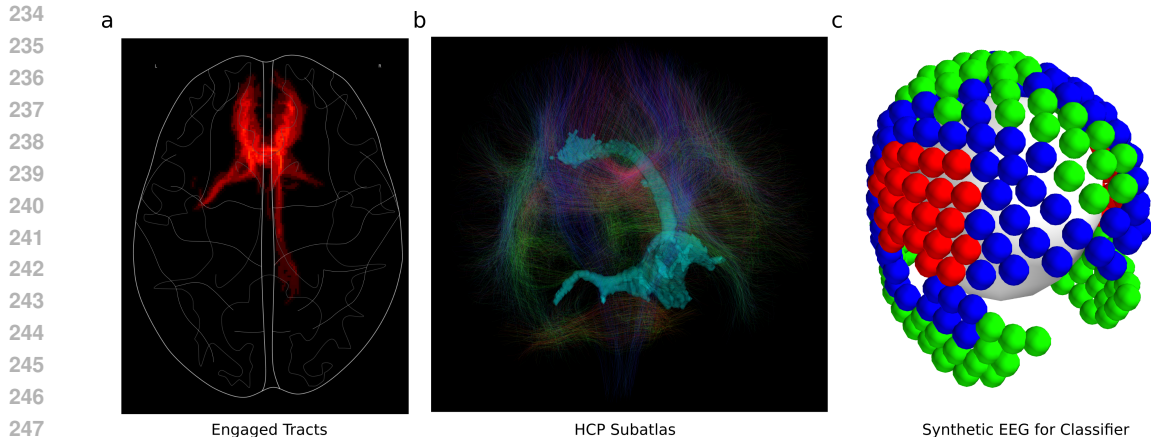 234
235
236
237
238
239
240
241
242
243
244
245
246
247
a
b
c
L
R
Engaged Tracts
HCP Subatlas
Synthetic EEG for Classifier